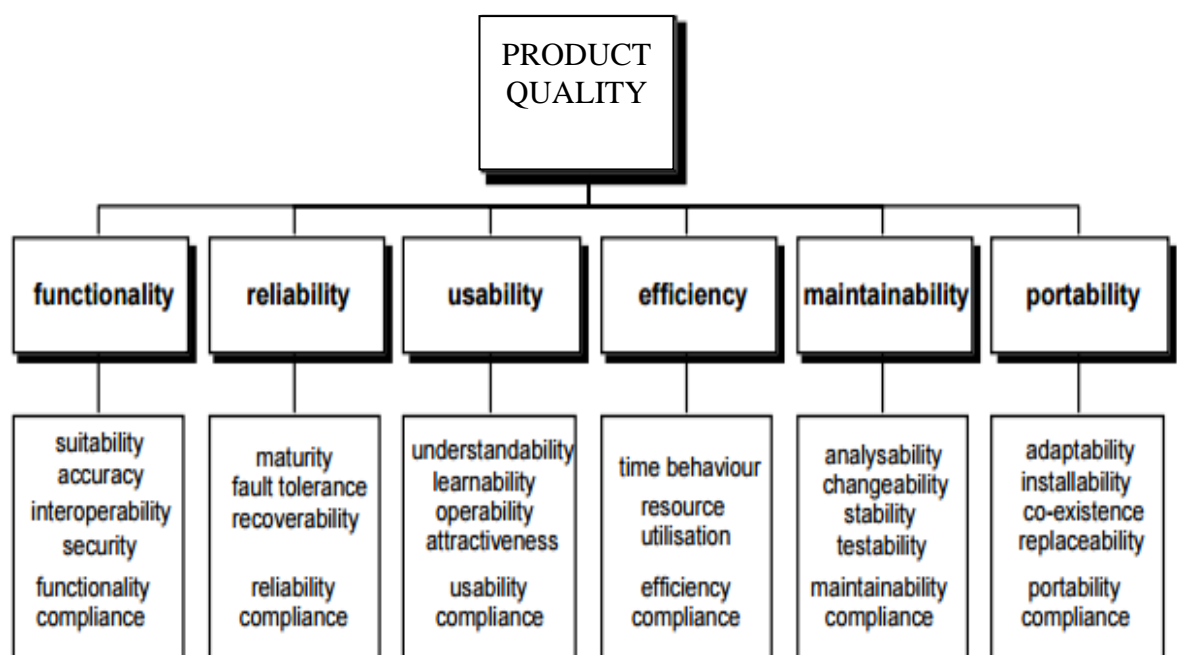 PRODUCT
QUALITY
functionality
reliability
usability
efficiency
maintainability
portability
suitability
accuracy
interoperability
security
functionality
compliance
maturity
fault tolerance
recoverability
reliability
compliance
understandability
learnability
operability
attractiveness
usability
compliance
time behaviour
resource
utilisation
efficiency
compliance
analysability
changeability
stability
testability
maintainability
compliance
adaptability
installability
co-existence
replaceability
portability
compliance